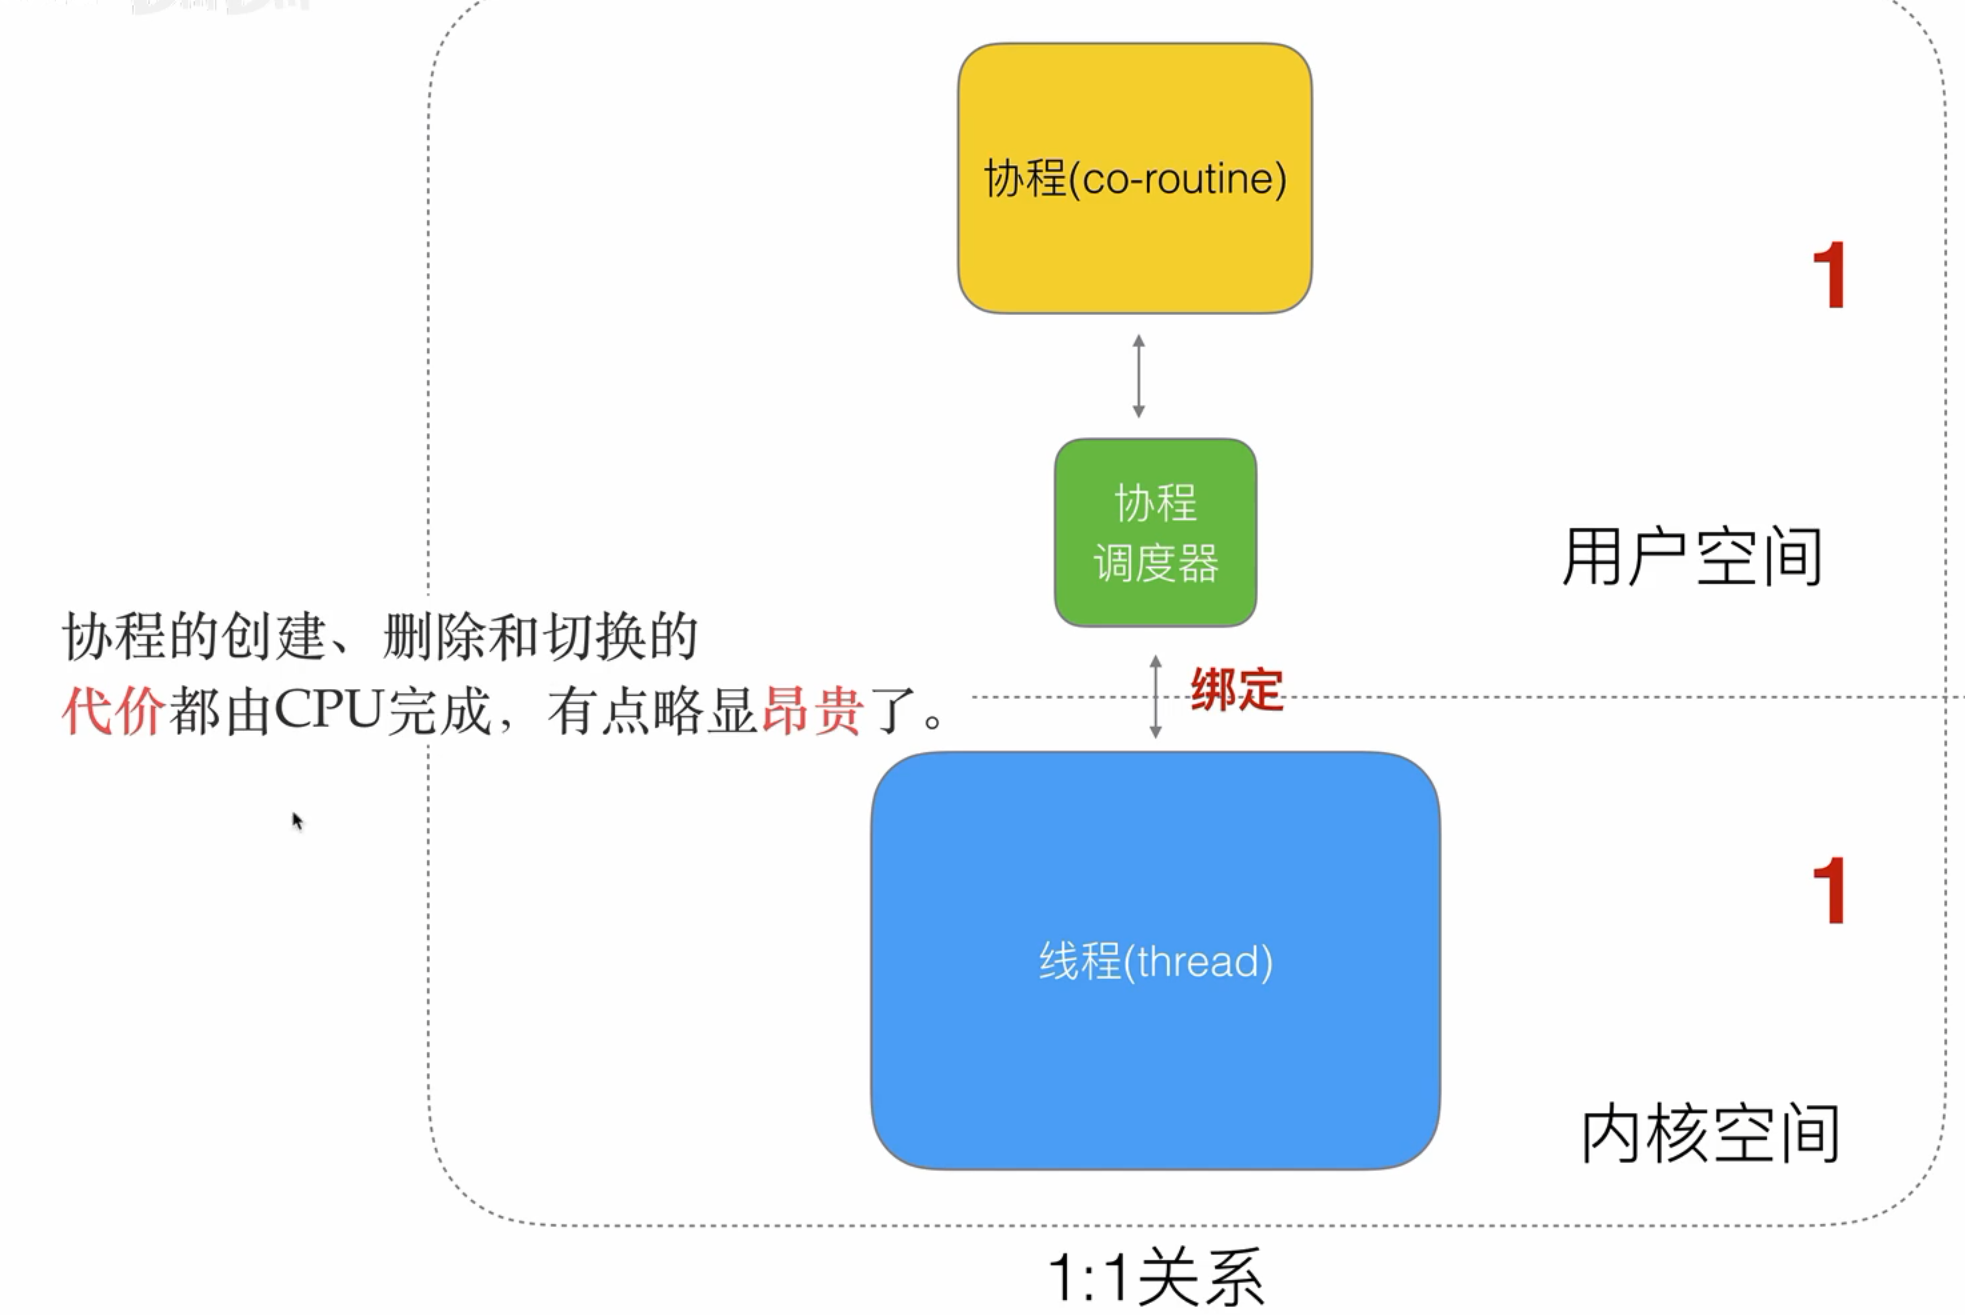 协程(co-routine)
1
协程
调度器
用户空间
协程的创建、删除和切换的
代价都由CPU完成，有点略显昂贵了。
绑定
线程(thread)
1
内核空间
1:1关系